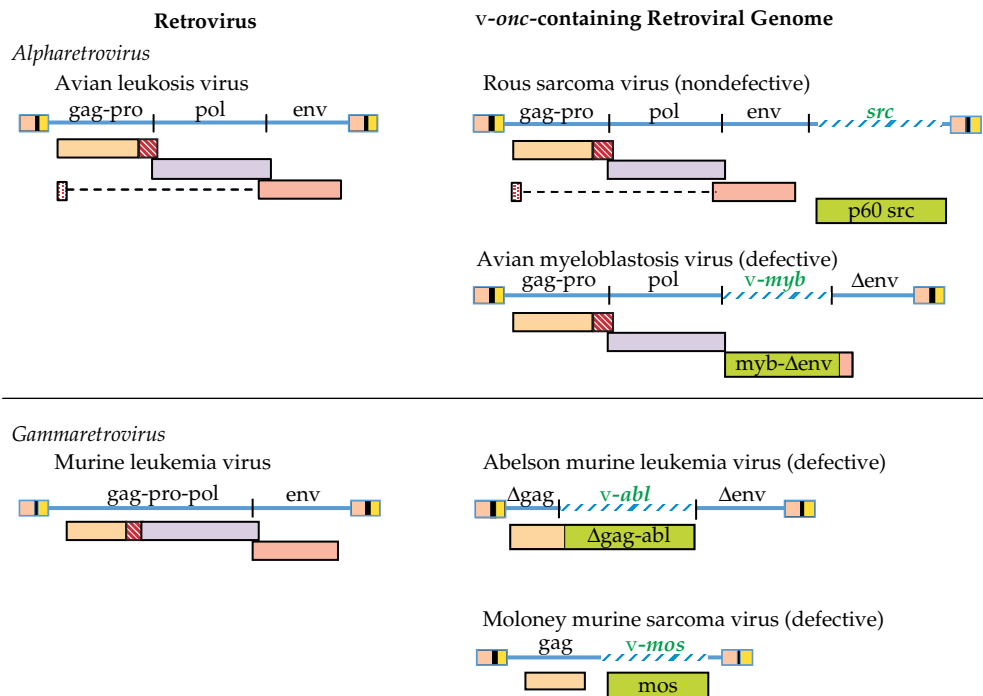 Retrovirus
v-onc-containing Retroviral Genome
Alpharetrovirus
Avian leukosis virus
gag-pro pol env
Rous sarcoma virus (nondefective)
gag-pro pol env src
p60 src
Avian myeloblastosis virus (defective)
gag-pro pol v-myb Δenv
myb-Δenv
Gammaretrovirus
Murine leukemia virus
gag-pro-pol env
Abelson murine leukemia virus (defective)
Δgag v-abl Δenv
Δgag-abl
Moloney murine sarcoma virus (defective)
gag v-mos
mos